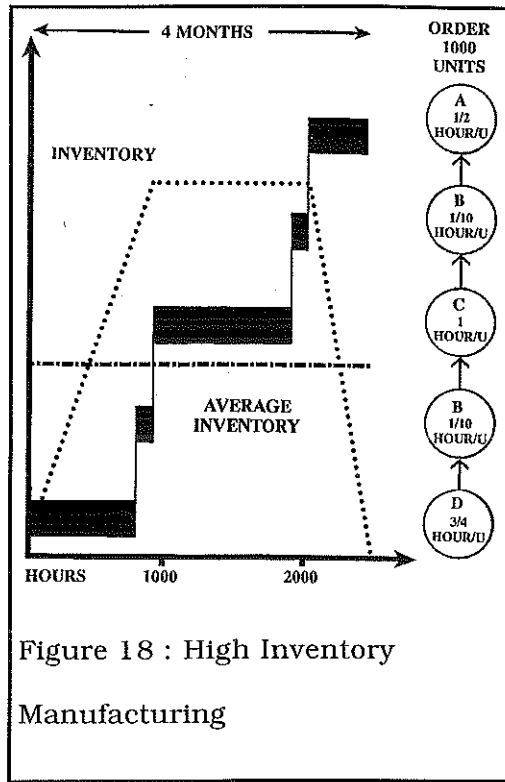 4 MONTHS
ORDER
1000
UNITS
A
1/2
HOUR/U
INVENTORY
B
1/10
HOUR/U
C
1
HOUR/U
AVERAGE
INVENTORY
B
1/10
HOUR/U
D
3/4
HOUR/U
HOURS
1000
2000
Figure 18 : High Inventory
Manufacturing